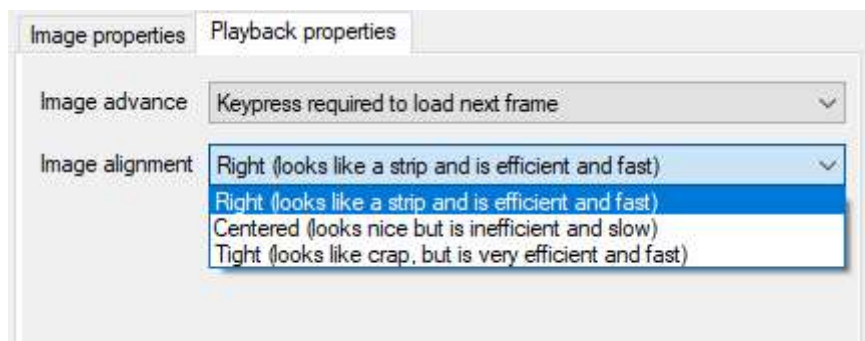 Image properties Playback properties
Image advance Keypress required to load next frame
Image alignment Right (looks like a strip and is efficient and fast)
Right (looks like a strip and is efficient and fast)
Centered (looks nice but is inefficient and slow)
Tight (looks like crap, but is very efficient and fast)